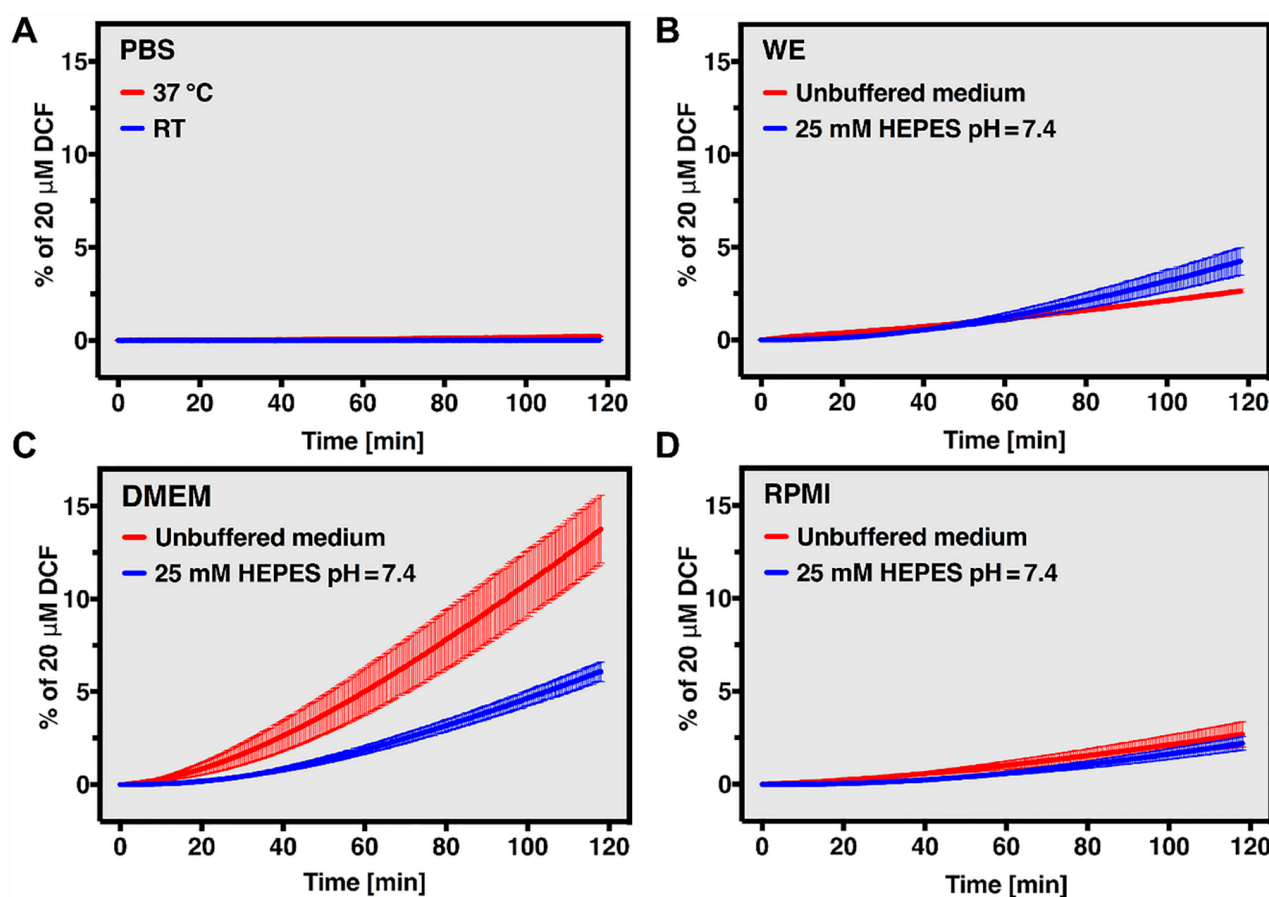 A
PBS
37 °C
RT
15
10
5
0
% of 20 μM DCF
0 20 40 60 80 100 120
Time [min]
B
WE
Unbuffered medium
25 mM HEPES pH = 7.4
15
10
5
0
% of 20 μM DCF
0 20 40 60 80 100 120
Time [min]
C
DMEM
Unbuffered medium
25 mM HEPES pH = 7.4
15
10
5
0
% of 20 μM DCF
0 20 40 60 80 100 120
Time [min]
D
RPMI
Unbuffered medium
25 mM HEPES pH = 7.4
15
10
5
0
% of 20 μM DCF
0 20 40 60 80 100 120
Time [min]